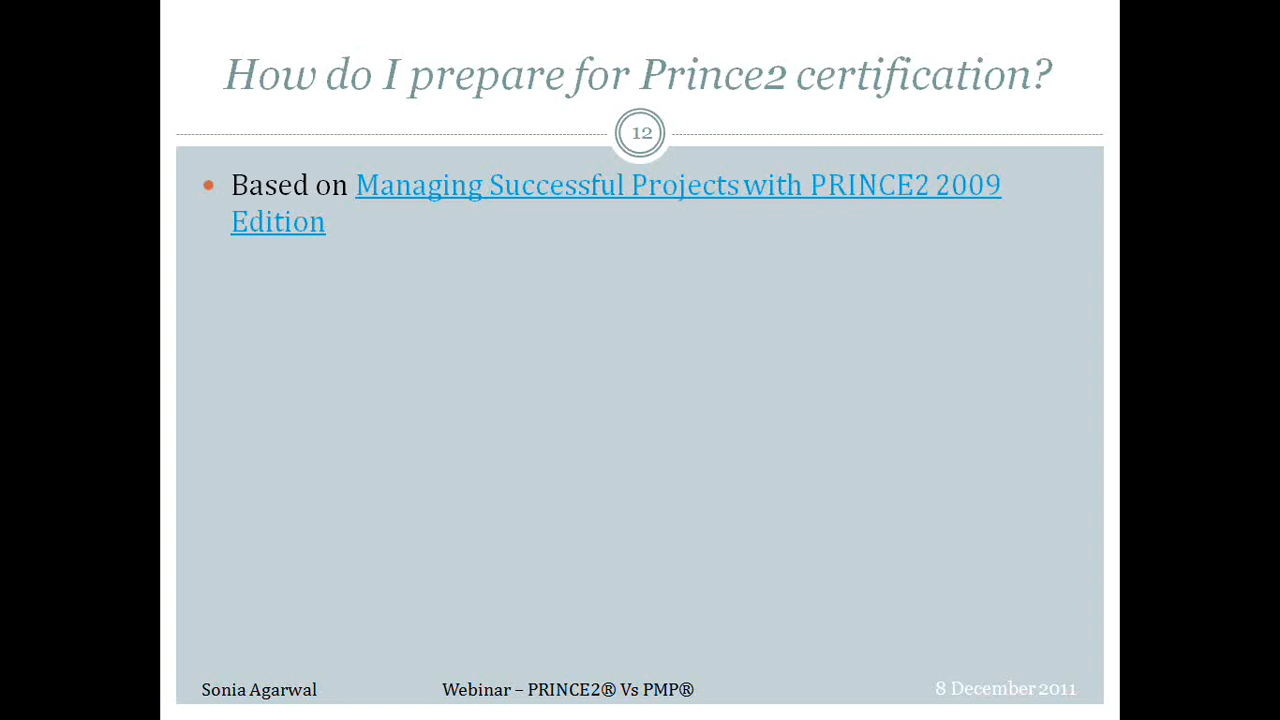 How do I prepare for Prince2 certification?
12
• Based on Managing Successful Projects with PRINCE2 2009
Edition
Sonia Agarwal
Webinar – PRINCE2® Vs PMP®
8 December 2011